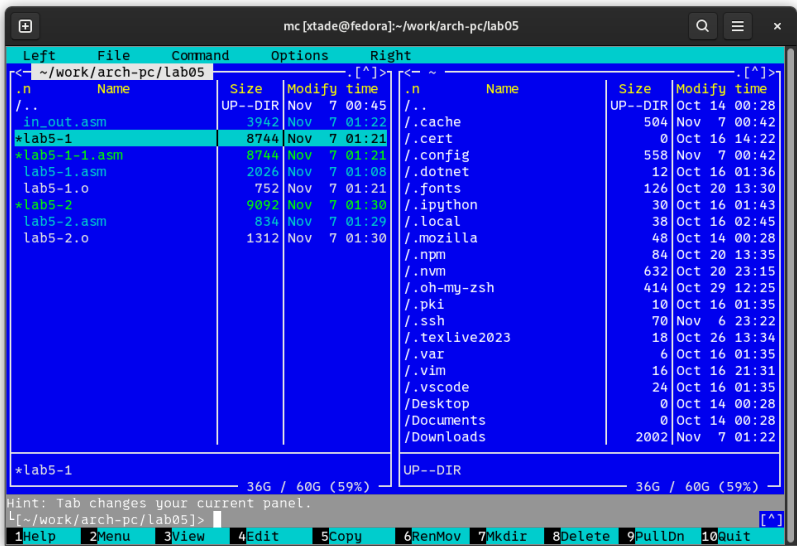 mc [xtade@fedora]:~/work/arch-pc/lab05
Left File Command Options Right
<─ ~/work/arch-pc/lab05 ─.[^]>
.n Name Size Modify time
/.. UP--DIR Nov 7 00:45
in_out.asm 3942 Nov 7 01:22
*lab5-1 8744 Nov 7 01:21
*lab5-1-1.asm 8744 Nov 7 01:21
lab5-1.asm 2026 Nov 7 01:08
lab5-1.o 752 Nov 7 01:21
*lab5-2 9092 Nov 7 01:30
lab5-2.asm 834 Nov 7 01:29
lab5-2.o 1312 Nov 7 01:30
*lab5-1
36G / 60G (59%)
<─ ~ ─.[^]>
.n Name Size Modify time
/.. UP--DIR Oct 14 00:28
/.cache 504 Nov 7 00:42
/.cert 0 Oct 16 14:22
/.config 558 Nov 7 00:42
/.dotnet 12 Oct 16 01:36
/.fonts 126 Oct 20 13:30
/.ipython 30 Oct 16 01:43
/.local 38 Oct 16 02:45
/.mozilla 48 Oct 14 00:28
/.npm 84 Oct 20 13:35
/.nvm 632 Oct 20 23:15
/.oh-my-zsh 414 Oct 29 12:25
/.pki 10 Oct 16 01:35
/.ssh 70 Nov 6 23:22
/.texlive2023 18 Oct 26 13:34
/.var 6 Oct 16 01:35
/.vim 16 Oct 16 21:31
/.vscode 24 Oct 16 01:35
/Desktop 0 Oct 14 00:28
/Documents 0 Oct 14 00:28
/Downloads 2002 Nov 7 01:22
UP--DIR
36G / 60G (59%)
Hint: Tab changes your current panel.
└[~/work/arch-pc/lab05]> [^]
1Help 2Menu 3View 4Edit 5Copy 6RenMov 7Mkdir 8Delete 9PullDn 10Quit